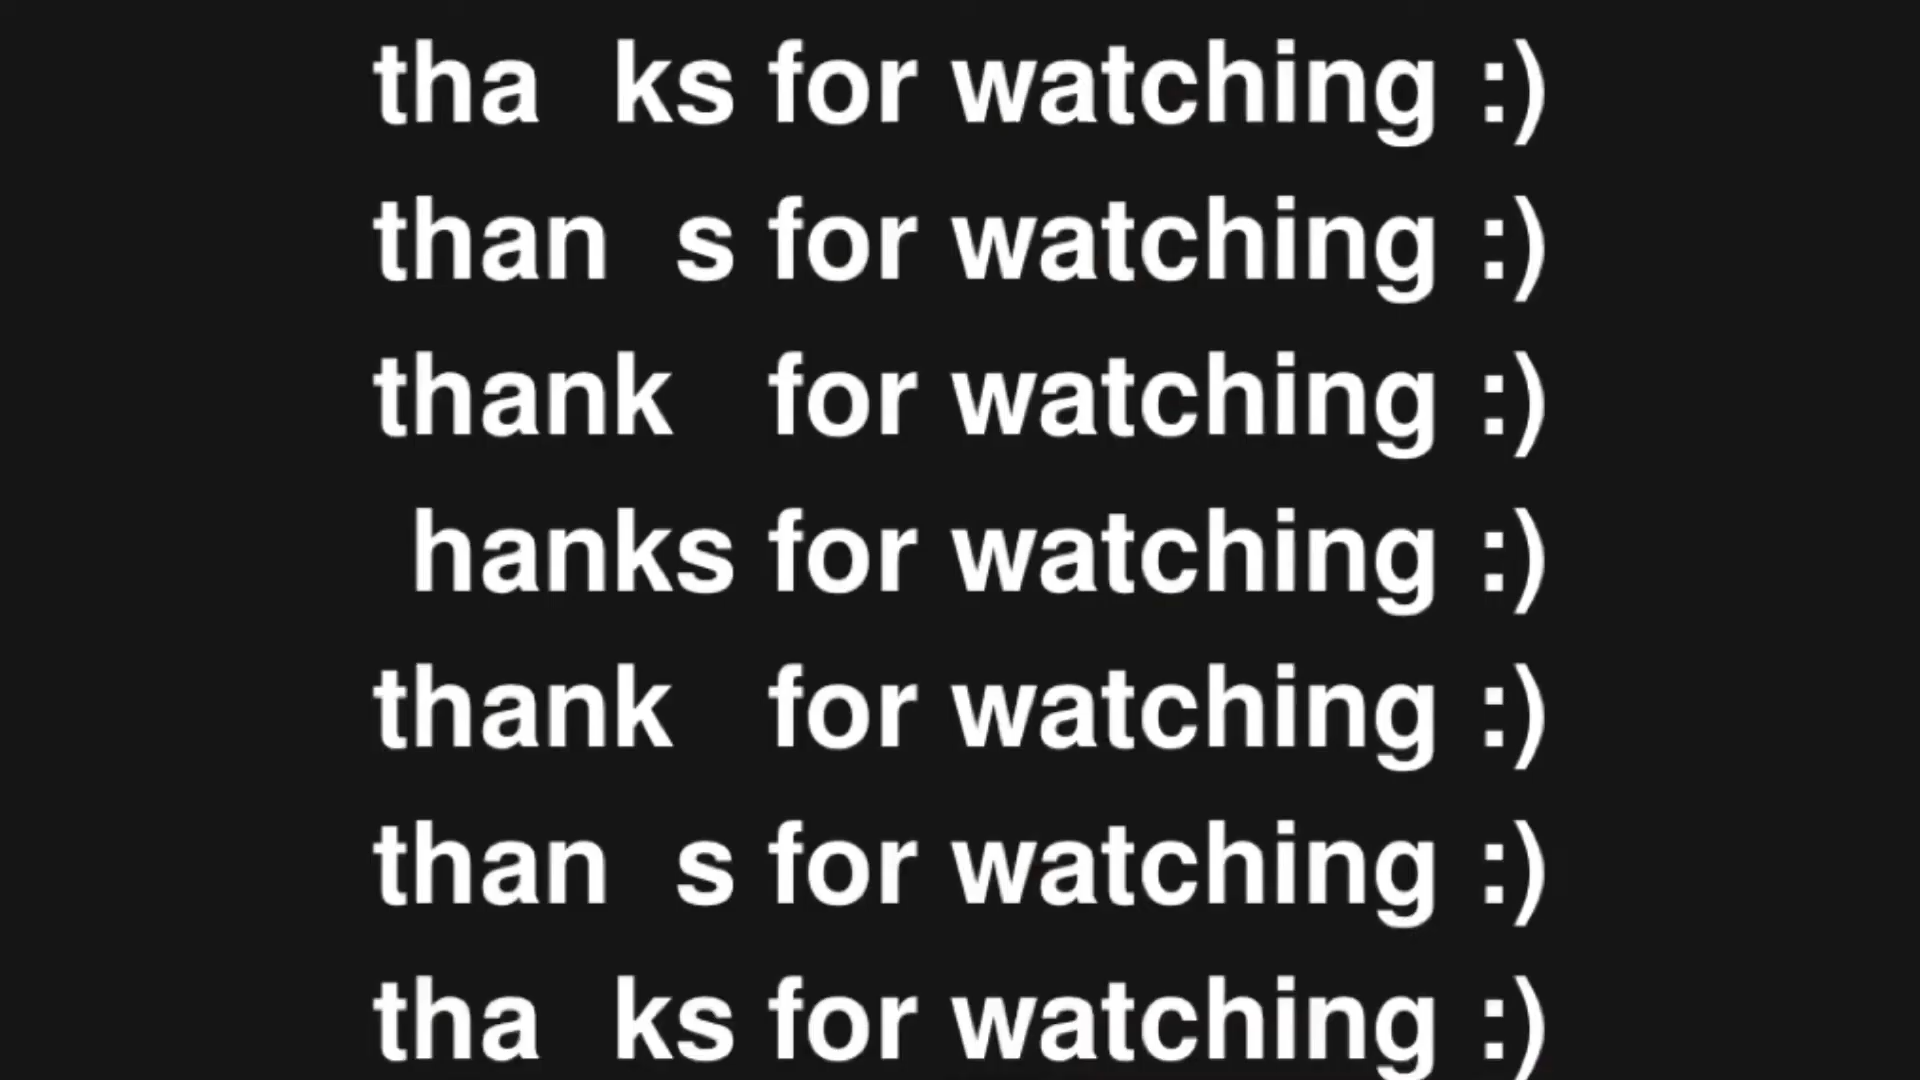 tha  ks for watching :)
than  s for watching :)
thank   for watching :)
 hanks for watching :)
thank   for watching :)
than  s for watching :)
tha  ks for watching :)